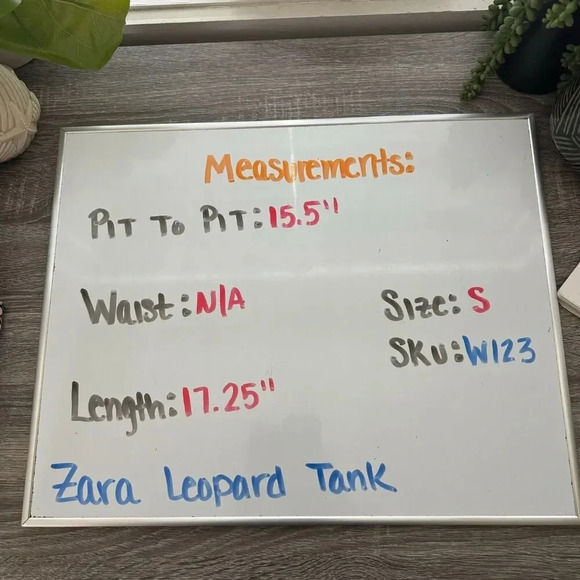 Measurements:
Pit To Pit: 15.5"
Waist: N/A
Size: S
SKU: W123
Length: 17.25"
Zara Leopard Tank